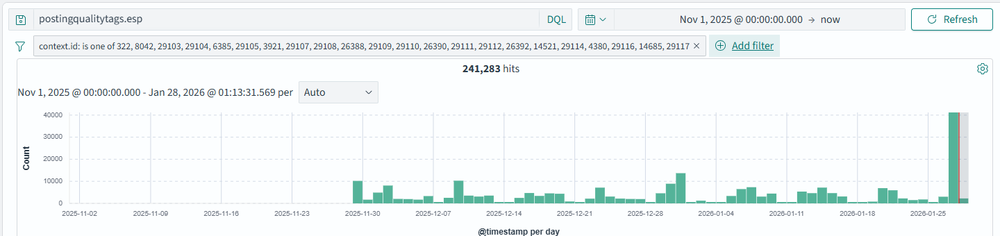 postingqualitytags.esp DQL Nov 1, 2025 @ 00:00:00.000 → now Refresh
context.id: is one of 322, 8042, 29103, 29104, 6385, 29105, 3921, 29107, 29108, 26388, 29109, 29110, 26390, 29111, 29112, 26392, 14521, 29114, 4380, 29116, 14685, 29117 × Add filter
241,283 hits
Nov 1, 2025 @ 00:00:00.000 - Jan 28, 2026 @ 01:13:31.569 per Auto
Count
40000
30000
20000
10000
0
2025-11-02 2025-11-09 2025-11-16 2025-11-23 2025-11-30 2025-12-07 2025-12-14 2025-12-21 2025-12-28 2026-01-04 2026-01-11 2026-01-18 2026-01-25
@timestamp per day